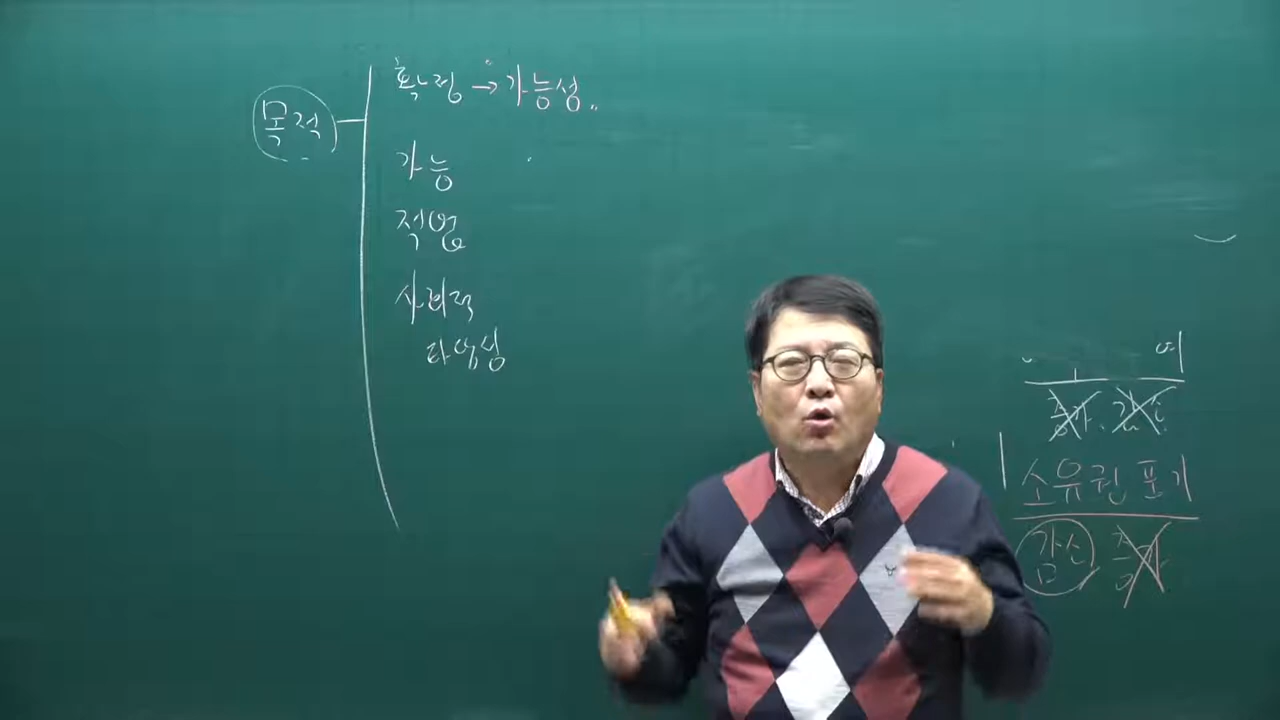 목적
확정 → 가능성
가능
적법
사회적
타당성
소유권 포기
감산